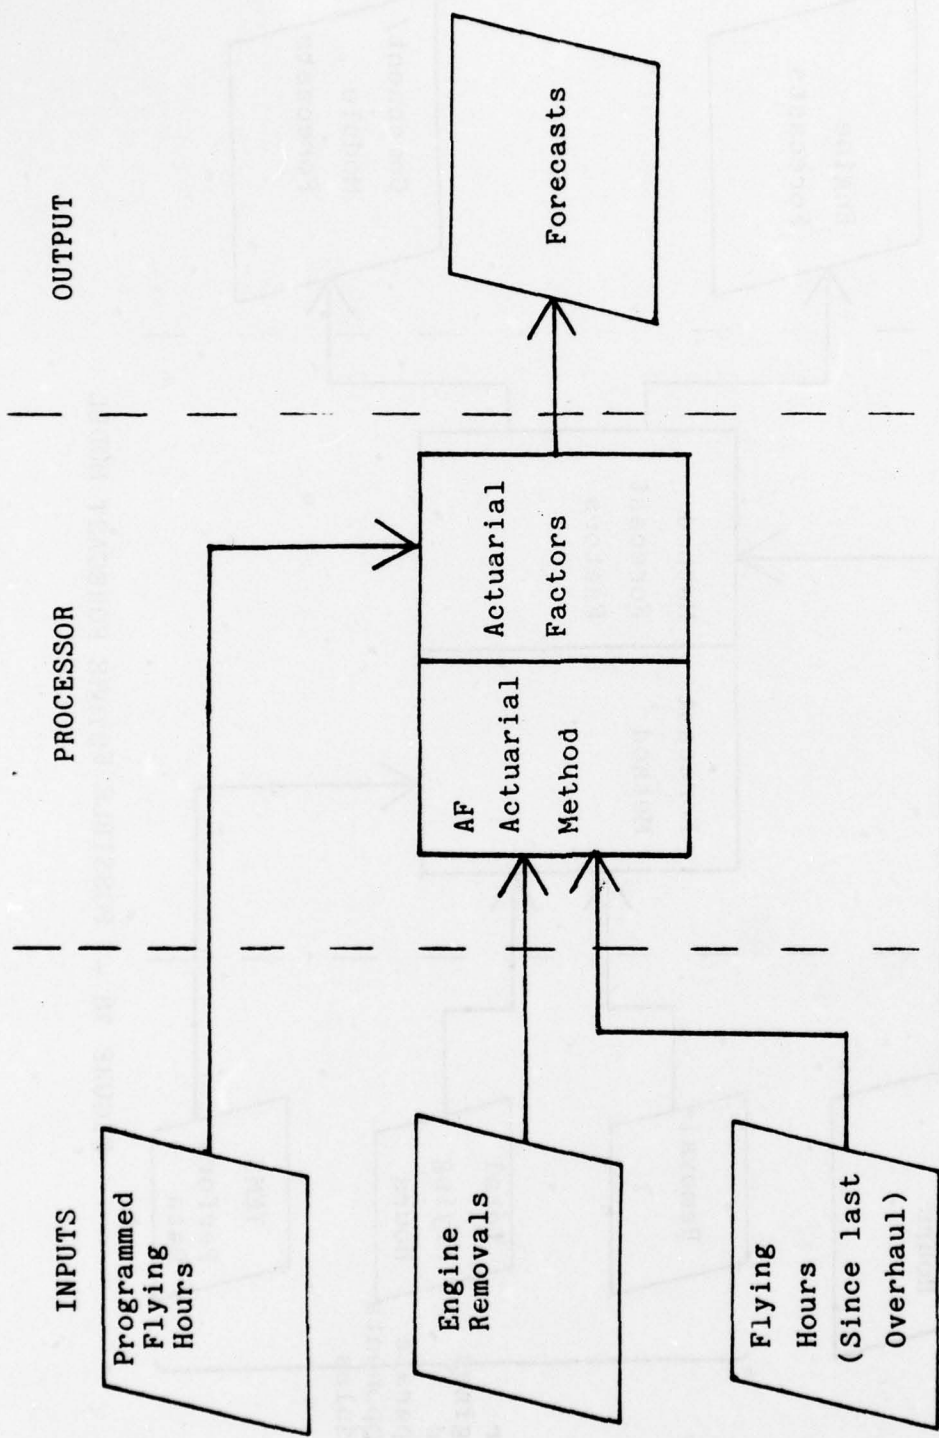 INPUTS
PROCESSOR
OUTPUT
Programmed
Flying
Hours
Engine
Removals
Flying
Hours
(Since last
Overhaul)
AF
Actuarial
Method
Actuarial
Factors
Forecasts